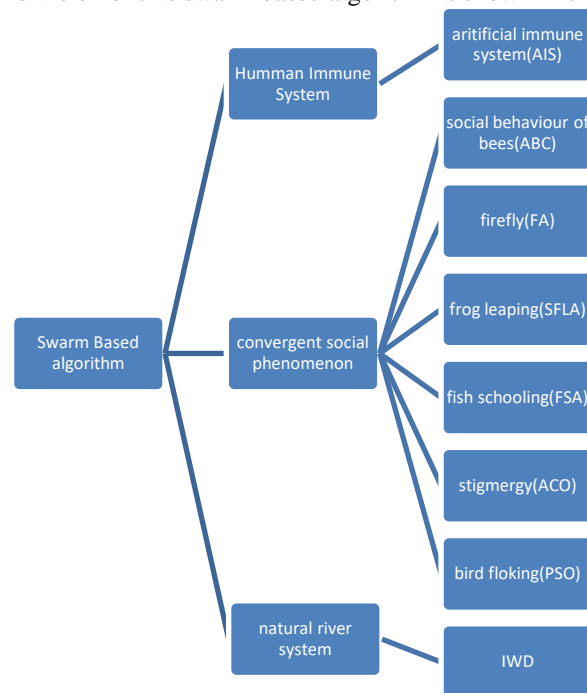 aritificial immune
system(AIS)
Humman Immune
System
social behaviour of
bees(ABC)
firefly(FA)
frog leaping(SFLA)
Swarm Based
algorithm
convergent social
phenomenon
fish schooling(FSA)
stigmergy(ACO)
bird floking(PSO)
natural river
system
IWD